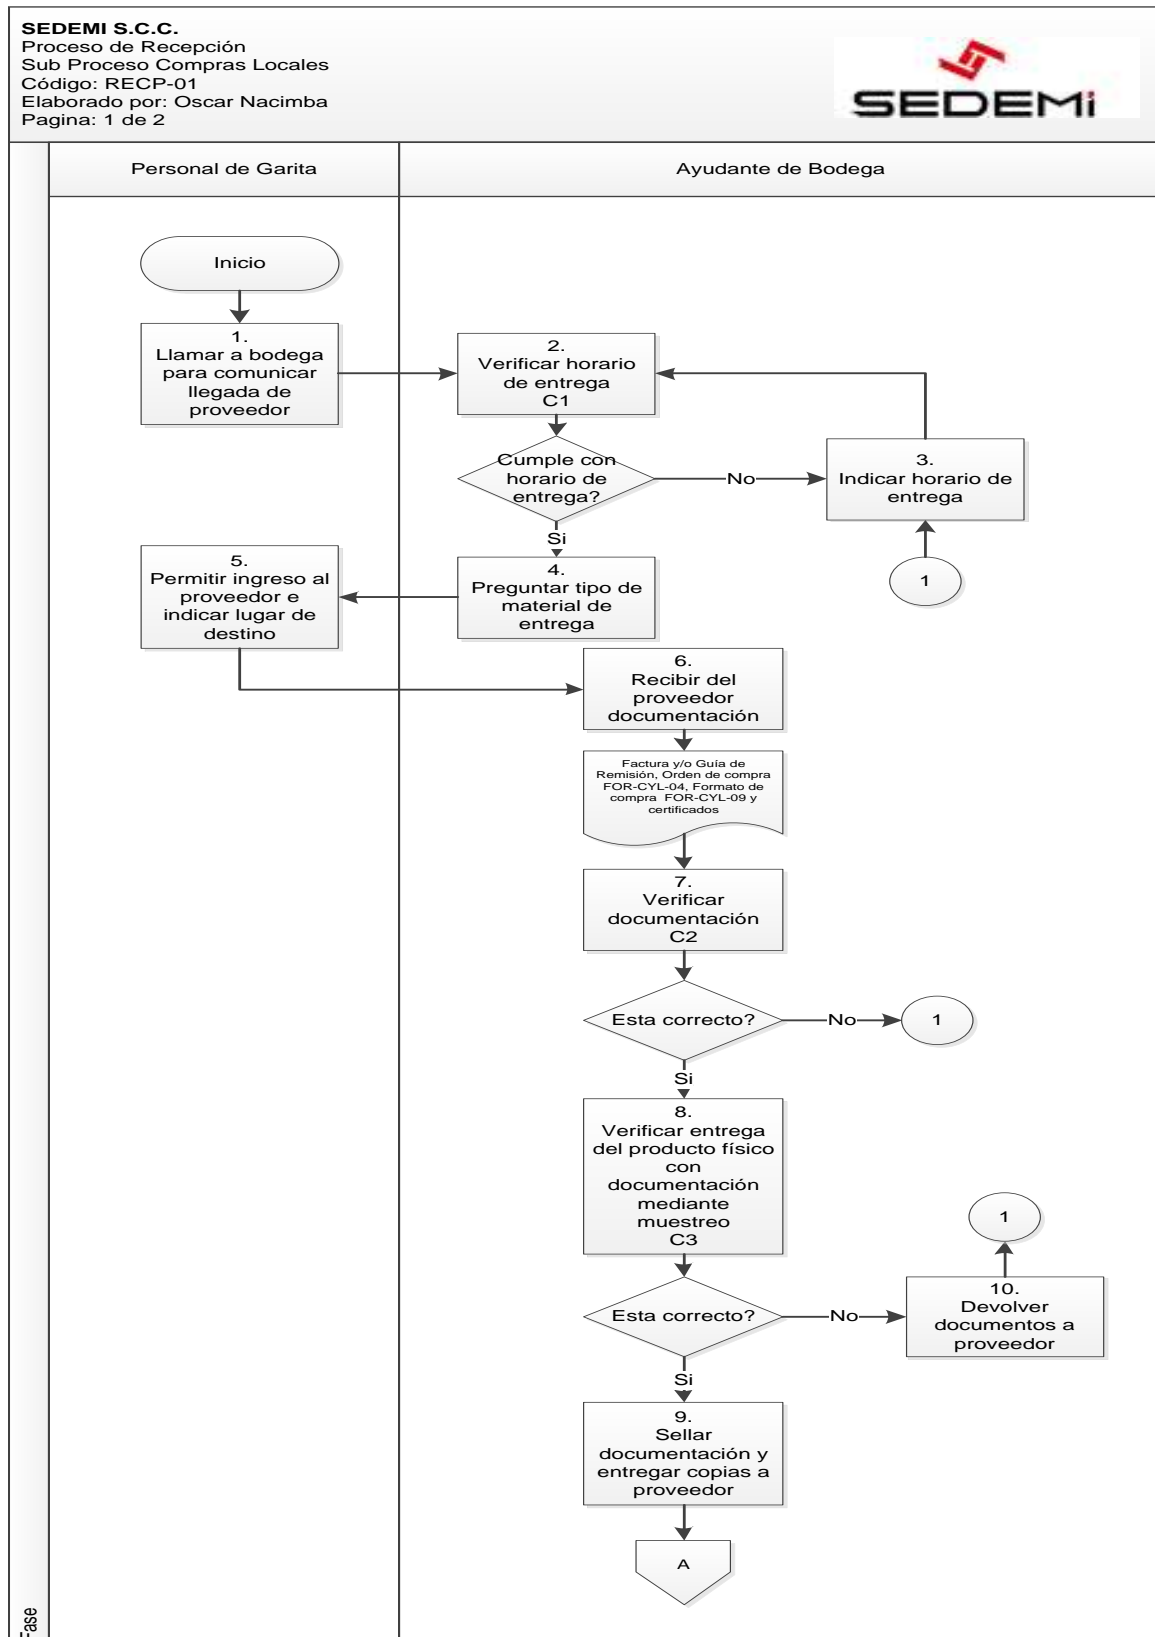 SEDEMI S.C.C.
Proceso de Recepción
Sub Proceso Compras Locales
Código: RECP-01
Elaborado por: Oscar Nacimba
Pagina: 1 de 2
SEDEMi
Personal de Garita
Ayudante de Bodega
Inicio
1.
Llamar a bodega
para comunicar
llegada de
proveedor
2.
Verificar horario
de entrega
C1
Cumple con
horario de
entrega?
No
3.
Indicar horario de
entrega
1
Si
4.
Preguntar tipo de
material de
entrega
5.
Permitir ingreso al
proveedor e
indicar lugar de
destino
6.
Recibir del
proveedor
documentación
Factura y/o Guía de
Remisión, Orden de compra
FOR-CYL-04, Formato de
compra FOR-CYL-09 y
certificados
7.
Verificar
documentación
C2
Esta correcto?
No
1
Si
8.
Verificar entrega
del producto físico
con
documentación
mediante
muestreo
C3
Esta correcto?
No
10.
Devolver
documentos a
proveedor
1
Si
9.
Sellar
documentación y
entregar copias a
proveedor
A
Fase